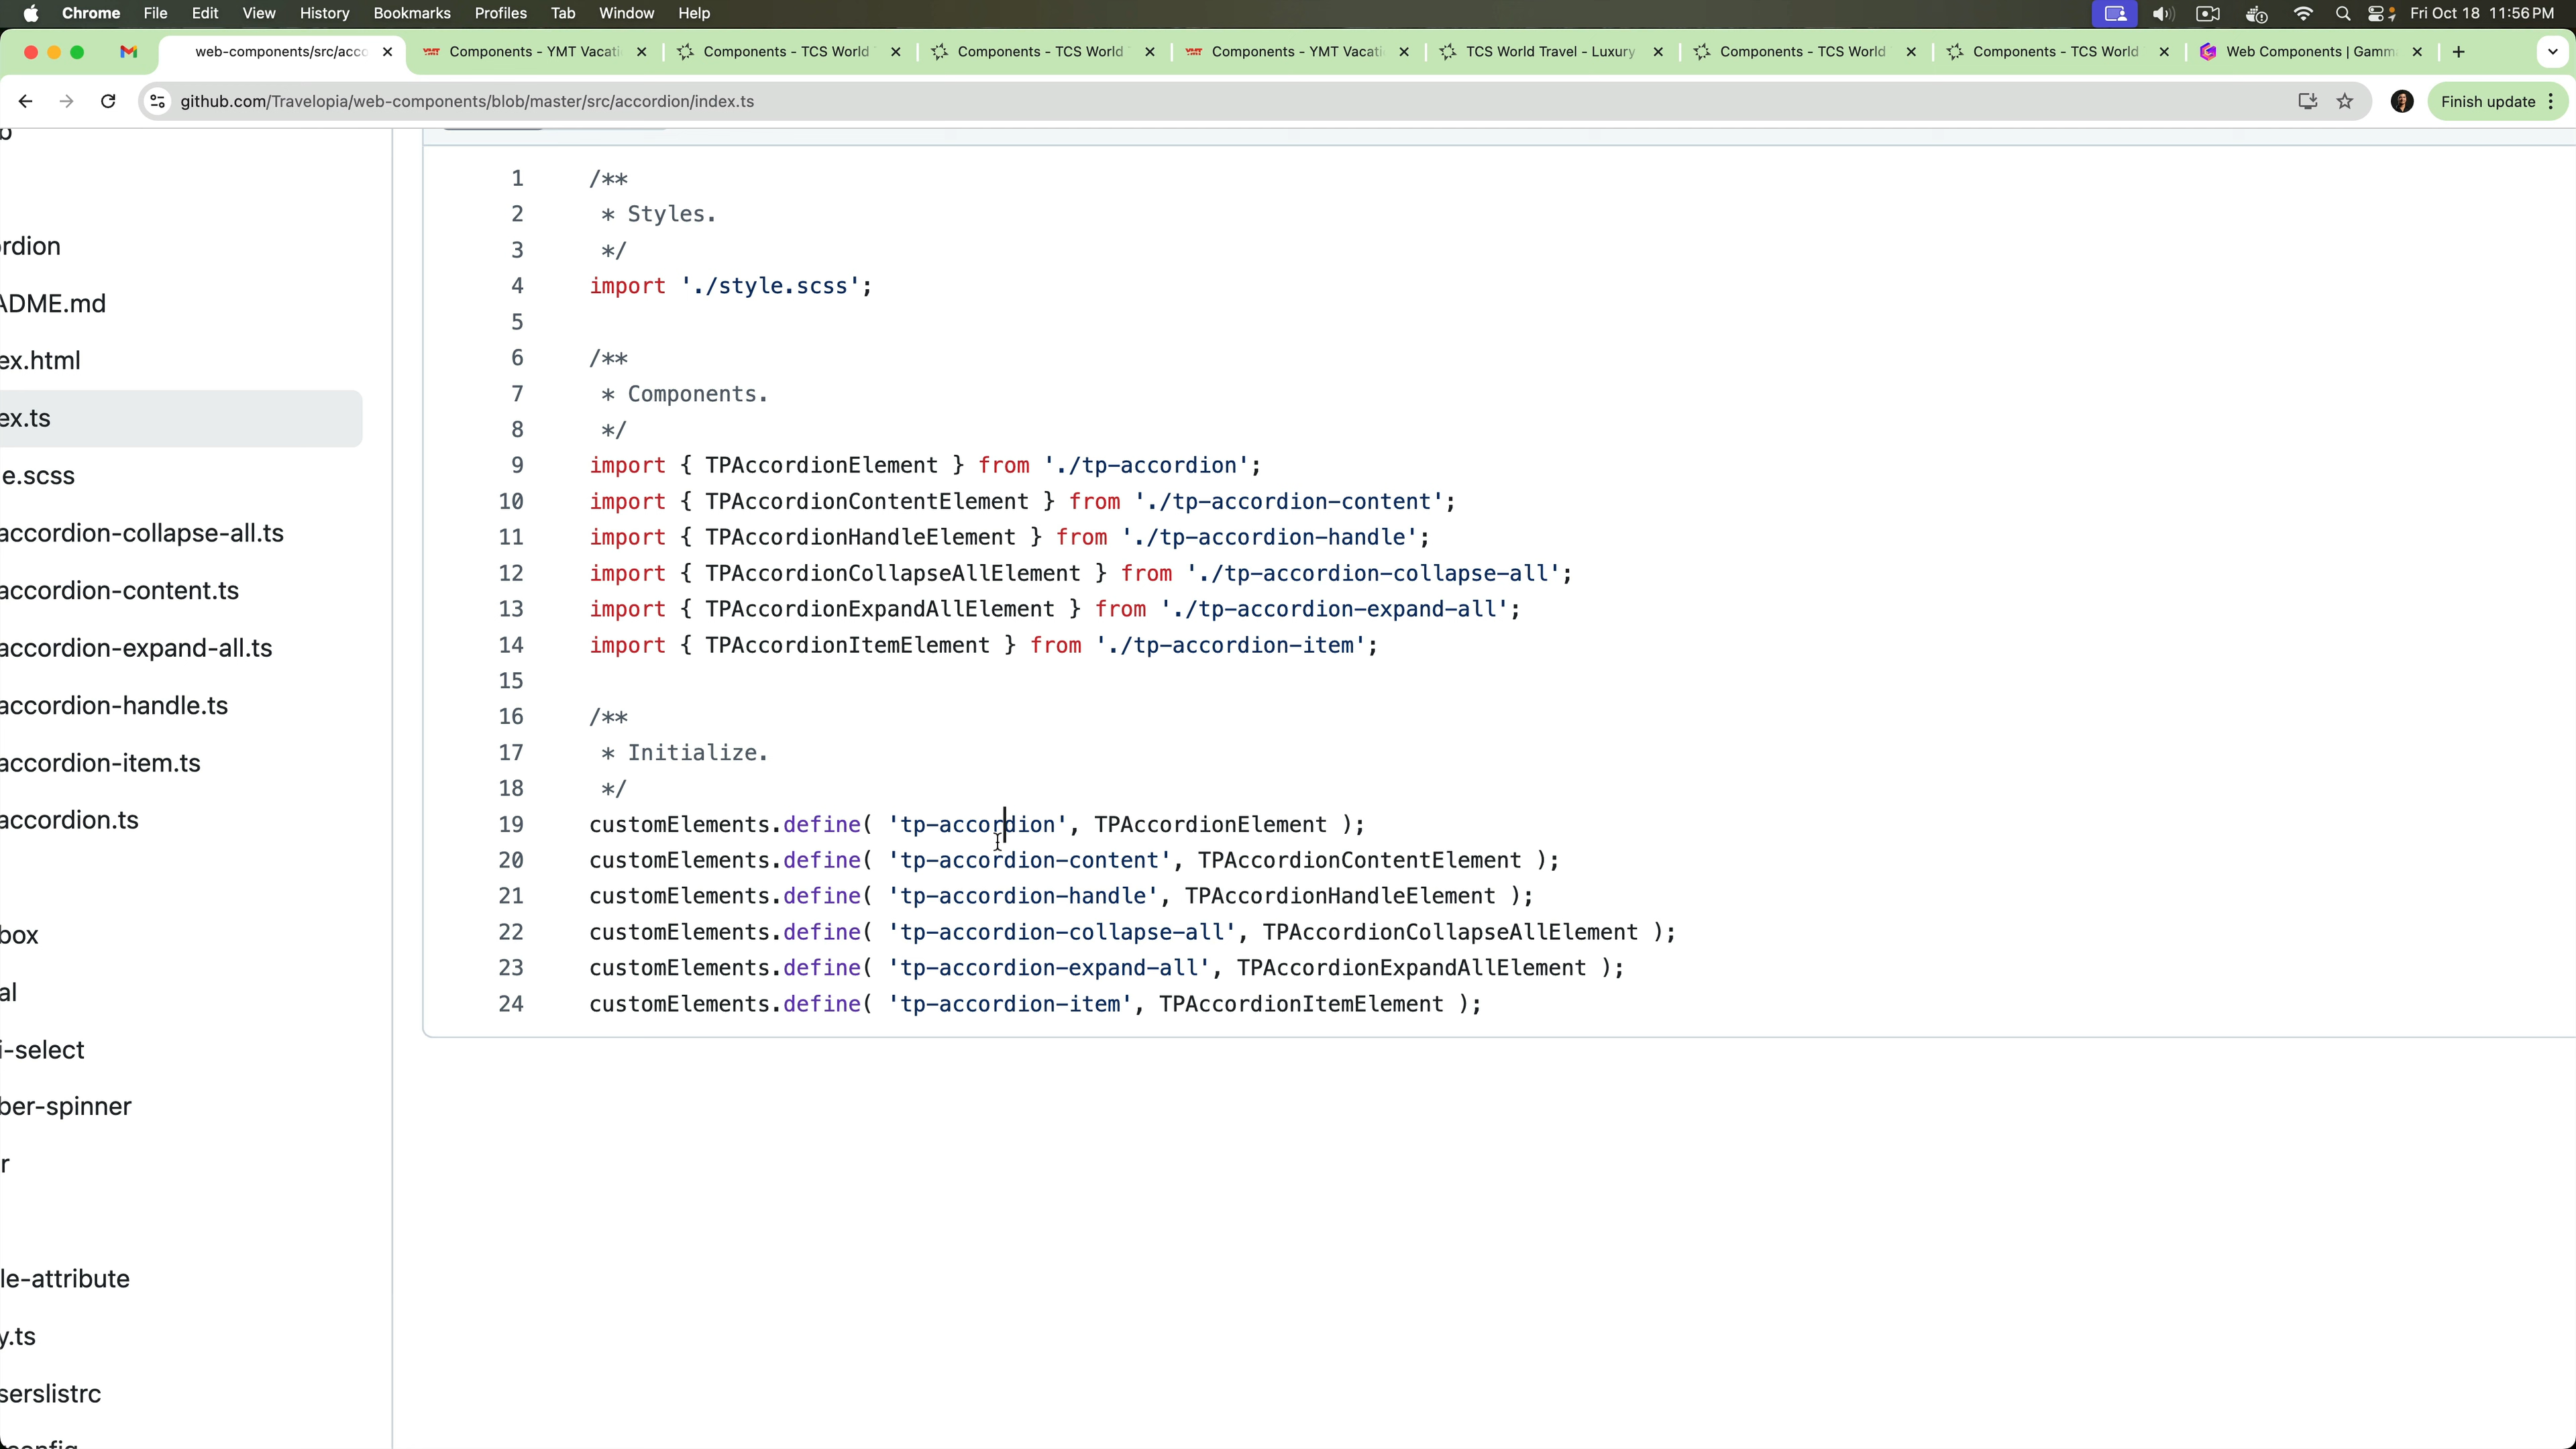 Chrome File Edit View History Bookmarks Profiles Tab Window Help Fri Oct 18 11:56 PM
web-components/src/acco Components - YMT Vacati Components - TCS World Components - TCS World Components - YMT Vacati TCS World Travel - Luxury Components - TCS World Components - TCS World Web Components | Gamm
github.com/Travelopia/web-components/blob/master/src/accordion/index.ts Finish update
rdion
ADME.md
ex.html
ex.ts
e.scss
accordion-collapse-all.ts
accordion-content.ts
accordion-expand-all.ts
accordion-handle.ts
accordion-item.ts
accordion.ts
box
al
i-select
ber-spinner
r
le-attribute
y.ts
serslistrc
1 /**
2 * Styles.
3 */
4 import './style.scss';
5
6 /**
7 * Components.
8 */
9 import { TPAccordionElement } from './tp-accordion';
10 import { TPAccordionContentElement } from './tp-accordion-content';
11 import { TPAccordionHandleElement } from './tp-accordion-handle';
12 import { TPAccordionCollapseAllElement } from './tp-accordion-collapse-all';
13 import { TPAccordionExpandAllElement } from './tp-accordion-expand-all';
14 import { TPAccordionItemElement } from './tp-accordion-item';
15
16 /**
17 * Initialize.
18 */
19 customElements.define( 'tp-accordion', TPAccordionElement );
20 customElements.define( 'tp-accordion-content', TPAccordionContentElement );
21 customElements.define( 'tp-accordion-handle', TPAccordionHandleElement );
22 customElements.define( 'tp-accordion-collapse-all', TPAccordionCollapseAllElement );
23 customElements.define( 'tp-accordion-expand-all', TPAccordionExpandAllElement );
24 customElements.define( 'tp-accordion-item', TPAccordionItemElement );